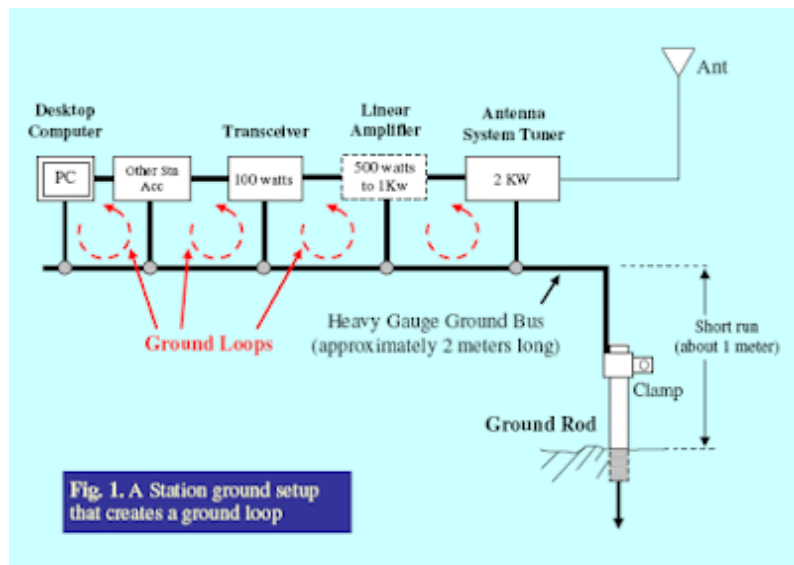 Ant
Desktop
Computer
Transceiver
Linear
Amplifier
Antenna
System Tuner
PC
Other Stn
Acc
100 watts
500 watts
to 1Kw
2 KW
Ground Loops
Heavy Gauge Ground Bus
(approximately 2 meters long)
Short run
(about 1 meter)
Clamp
Ground Rod
Fig. 1. A Station ground setup
that creates a ground loop